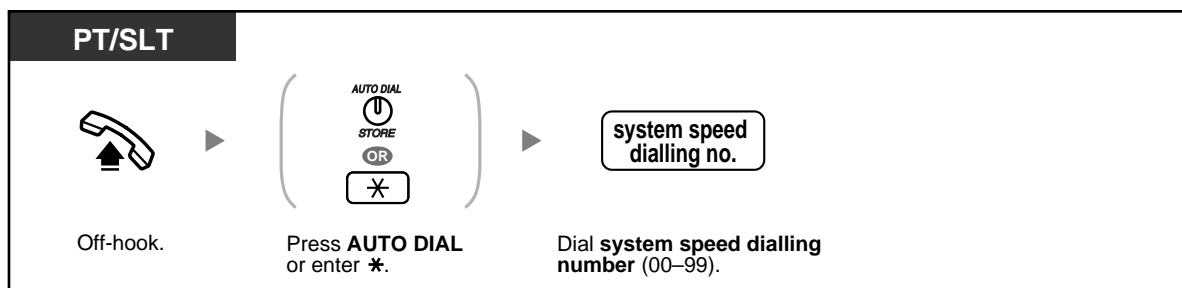 PT/SLT
AUTO DIAL
STORE
OR
*
system speed
dialling no.
Off-hook.
Press AUTO DIAL
or enter *.
Dial system speed dialling
number (00–99).